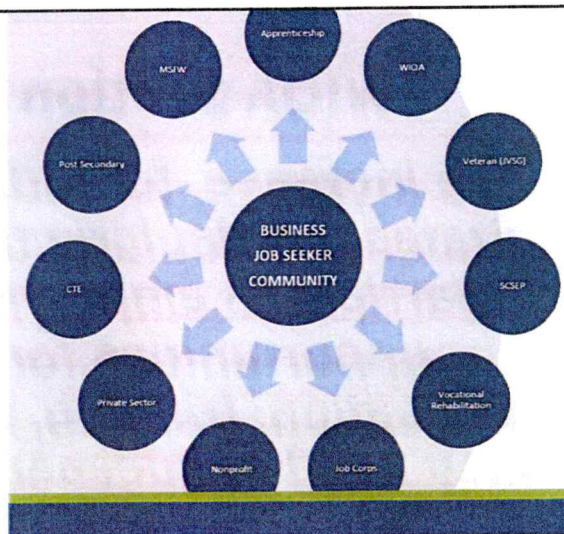 Apprenticeship
WIOA
Veteran (JVSG)
SCSEP
Vocational
Rehabilitation
Job Corps
Nonprofit
Private Sector
CTE
Post Secondary
MSFW
BUSINESS
JOB SEEKER
COMMUNITY